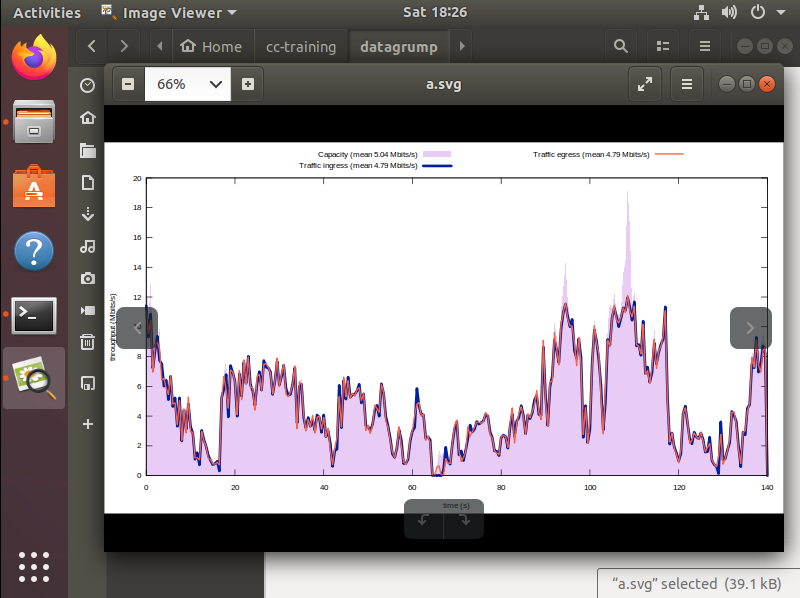 Activities Image Viewer Sat 18:26
Home cc-training datagrump
66% a.svg
Capacity (mean 5.04 Mbits/s) Traffic egress (mean 4.79 Mbits/s)
Traffic ingress (mean 4.79 Mbits/s)
20
18
16
14
12
10
8
6
4
2
0
throughput (Mbits/s)
0 20 40 60 80 100 120 140
time (s)
“a.svg” selected (39.1 kB)